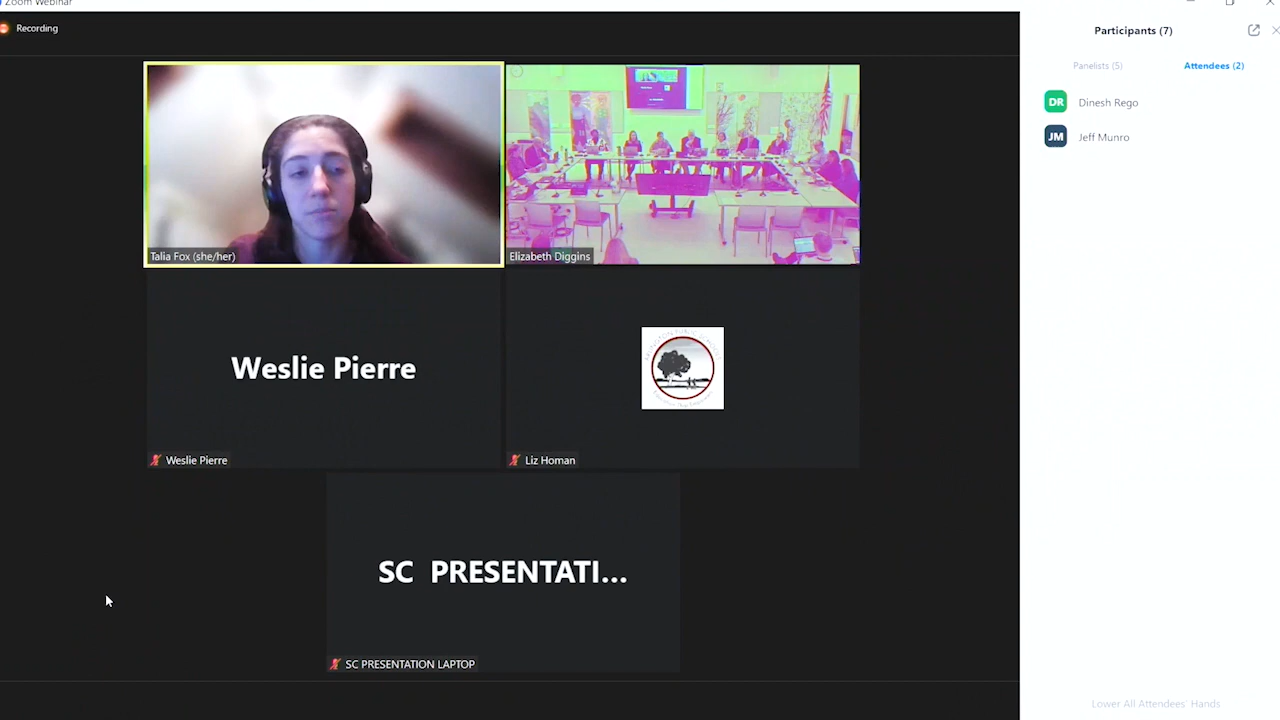 Zoom Webinar
Recording
Participants (7)
Panelists (5)
Attendees (2)
DR Dinesh Rego
JM Jeff Munro
Talia Fox (she/her)
Elizabeth Diggins
Weslie Pierre
Weslie Pierre
Liz Homan
SC PRESENTATI...
SC PRESENTATION LAPTOP
Lower All Attendees' Hands